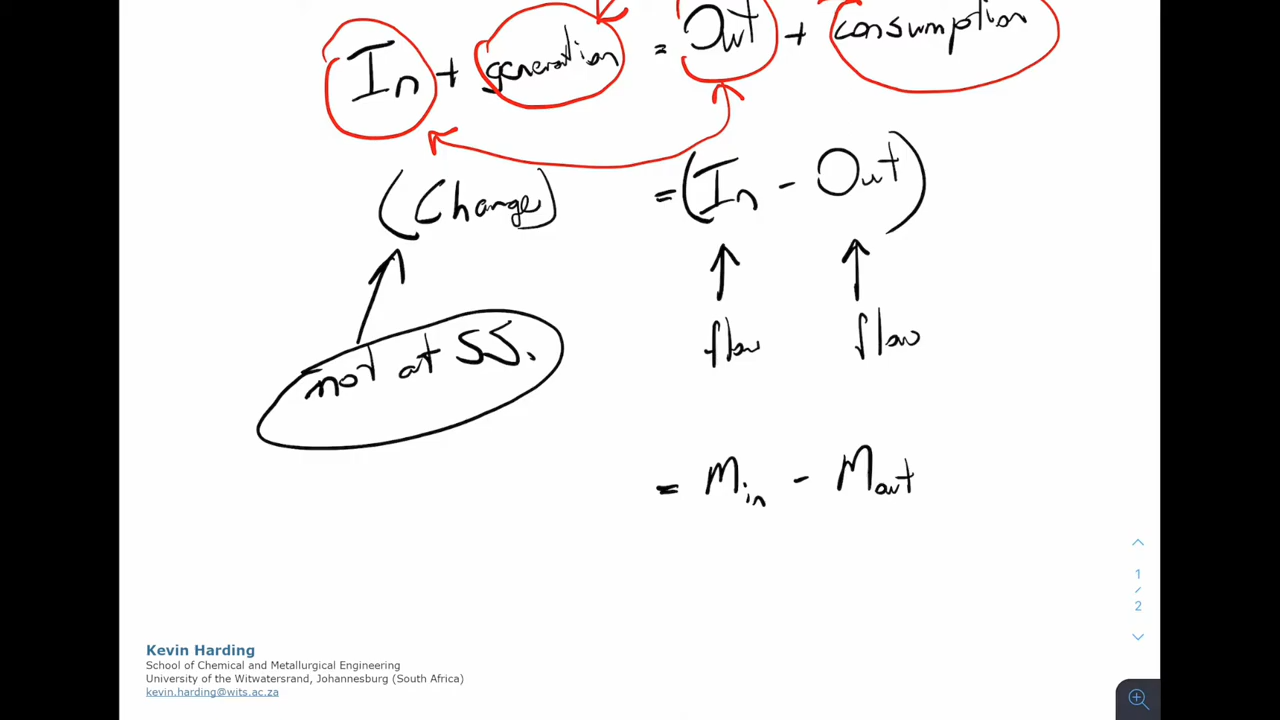 In + generation = Out + consumption
(Change) = (In - Out)
flow flow
not at SS.
= Min - Mout
1
/
2
Kevin Harding
School of Chemical and Metallurgical Engineering
University of the Witwatersrand, Johannesburg (South Africa)
kevin.harding@wits.ac.za